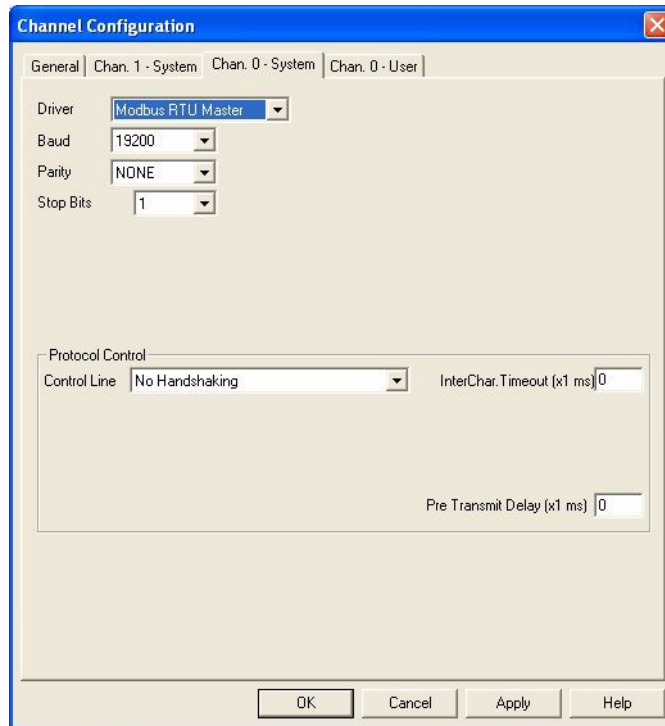 Channel Configuration
General Chan. 1 - System Chan. 0 - System Chan. 0 - User
Driver Modbus RTU Master
Baud 19200
Parity NONE
Stop Bits 1
Protocol Control
Control Line No Handshaking InterChar.Timeout (x1 ms) 0
Pre Transmit Delay (x1 ms) 0
OK Cancel Apply Help